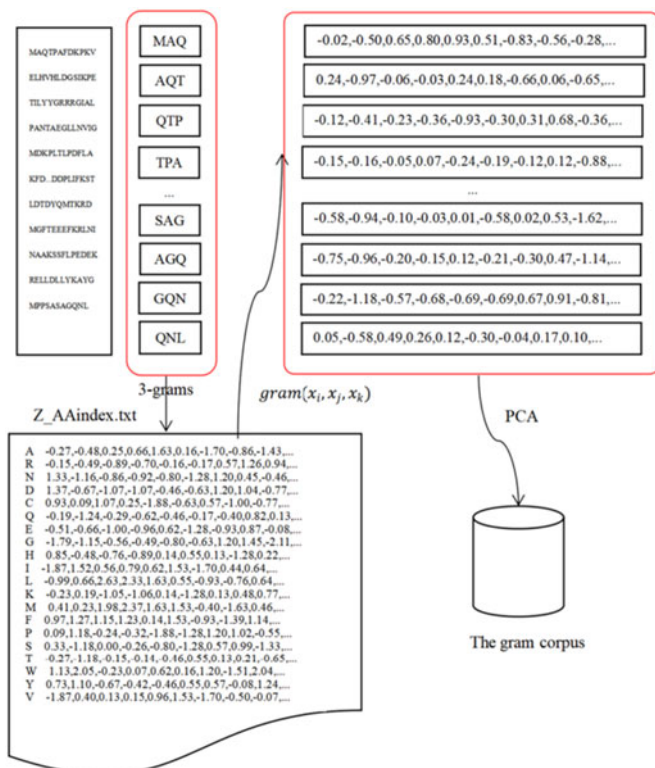 MAQTPAFDKPKV
ELHVHLDGSIKPE
TILYYGRRRGIAL
PANTAEGLLNVIG
MDKPLTLPDFLA
KFD...DDPLIFKST
LDTDYQMTKRD
MGFTEEEFKRLNI
NAAKSSFLPEDEK
RELLDLLYKAYG
MPPSASAGQNL
MAQ
AQT
QTP
TPA
...
SAG
AGQ
GQN
QNL
3-grams
-0.02,-0.50,0.65,0.80,0.93,0.51,-0.83,-0.56,-0.28,...
0.24,-0.97,-0.06,-0.03,0.24,0.18,-0.66,0.06,-0.65,...
-0.12,-0.41,-0.23,-0.36,-0.93,-0.30,0.31,0.68,-0.36,...
-0.15,-0.16,-0.05,0.07,-0.24,-0.19,-0.12,0.12,-0.88,...
...
-0.58,-0.94,-0.10,-0.03,0.01,-0.58,0.02,0.53,-1.62,...
-0.75,-0.96,-0.20,-0.15,0.12,-0.21,-0.30,0.47,-1.14,...
-0.22,-1.18,-0.57,-0.68,-0.69,-0.69,0.67,0.91,-0.81,...
0.05,-0.58,0.49,0.26,0.12,-0.30,-0.04,0.17,0.10,...
gram(x_i, x_j, x_k)
PCA
Z_AAindex.txt
A -0.27,-0.48,0.25,0.66,1.63,0.16,-1.70,-0.86,-1.43,...
R -0.15,-0.49,-0.89,-0.70,-0.16,-0.17,0.57,1.26,0.94,...
N 1.33,-1.16,-0.86,-0.92,-0.80,-1.28,1.20,0.45,-0.46,...
D 1.37,-0.67,-1.07,-1.07,-0.46,-0.63,1.20,1.04,-0.77,...
C 0.93,0.09,1.07,0.25,-1.88,-0.63,0.57,-1.00,-0.77,...
Q -0.19,-1.24,-0.29,-0.62,-0.46,-0.17,-0.40,0.82,0.13,...
E -0.51,-0.66,-1.00,-0.96,0.62,-1.28,-0.93,0.87,-0.08,...
G -1.79,-1.15,-0.56,-0.49,-0.80,-0.63,1.20,1.45,-2.11,...
H 0.85,-0.48,-0.76,-0.89,0.14,0.55,0.13,-1.28,0.22,...
I -1.87,1.52,0.56,0.79,0.62,1.53,-1.70,0.44,0.64,...
L -0.99,0.66,2.63,2.33,1.63,0.55,-0.93,-0.76,0.64,...
K -0.23,0.19,-1.05,-1.06,0.14,-1.28,0.13,0.48,0.77,...
M 0.41,0.23,1.98,2.37,1.63,1.53,-0.40,-1.63,0.46,...
F 0.97,1.27,1.15,1.23,0.14,1.53,-0.93,-1.39,1.14,...
P 0.09,1.18,-0.24,-0.32,-1.88,-1.28,1.20,1.02,-0.55,...
S 0.33,-1.18,0.00,-0.26,-0.80,-1.28,0.57,0.99,-1.33,...
T -0.27,-1.18,-0.15,-0.14,-0.46,0.55,0.13,0.21,-0.65,...
W 1.13,2.05,-0.23,0.07,0.62,0.16,1.20,-1.51,2.04,...
Y 0.73,1.10,-0.67,-0.42,-0.46,0.55,0.57,-0.08,1.24,...
V -1.87,0.40,0.13,0.15,0.96,1.53,-1.70,-0.50,-0.07,...
The gram corpus